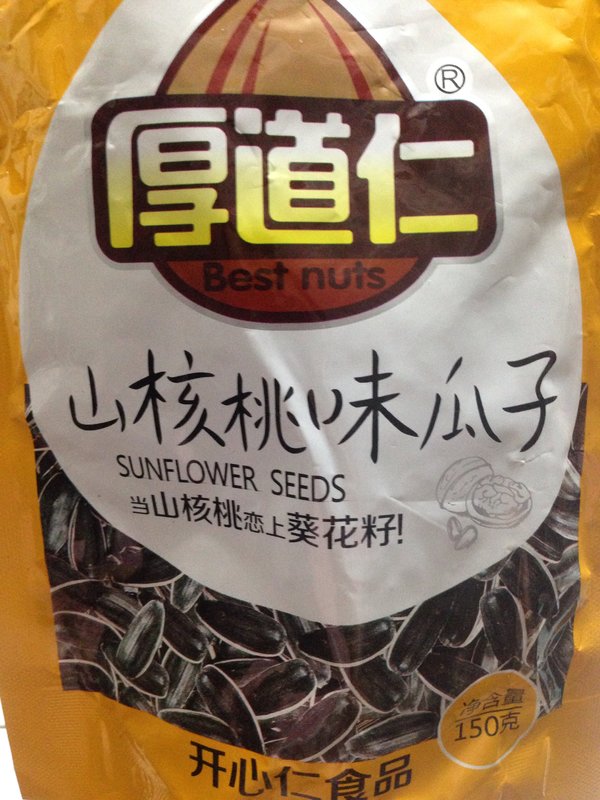 ®
厚道仁
Best nuts
山核桃味瓜子
SUNFLOWER SEEDS
当山核桃恋上葵花籽!
净含量
150克
开心仁食品